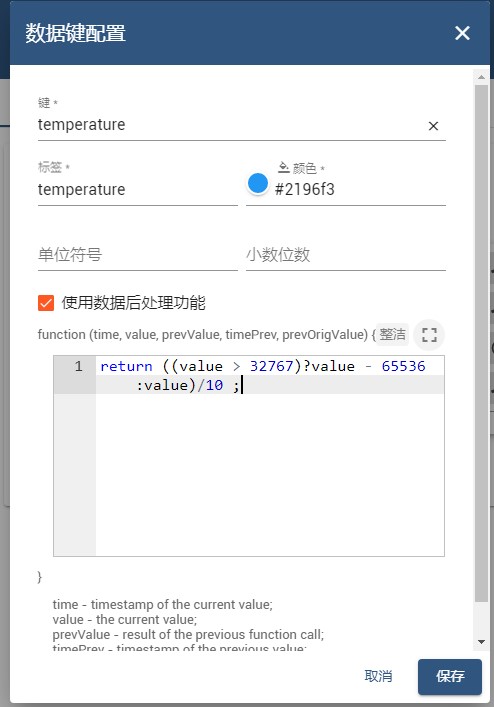 数据键配置
键 *
temperature
标签 *
颜色 *
temperature
#2196f3
单位符号
小数位数
使用数据后处理功能
function (time, value, prevValue, timePrev, prevOrigValue) { 整洁
1 return ((value > 32767)?value - 65536
:value)/10 ;
}
time - timestamp of the current value;
value - the current value;
prevValue - result of the previous function call;
timePrev - timestamp of the previous value;
取消
保存